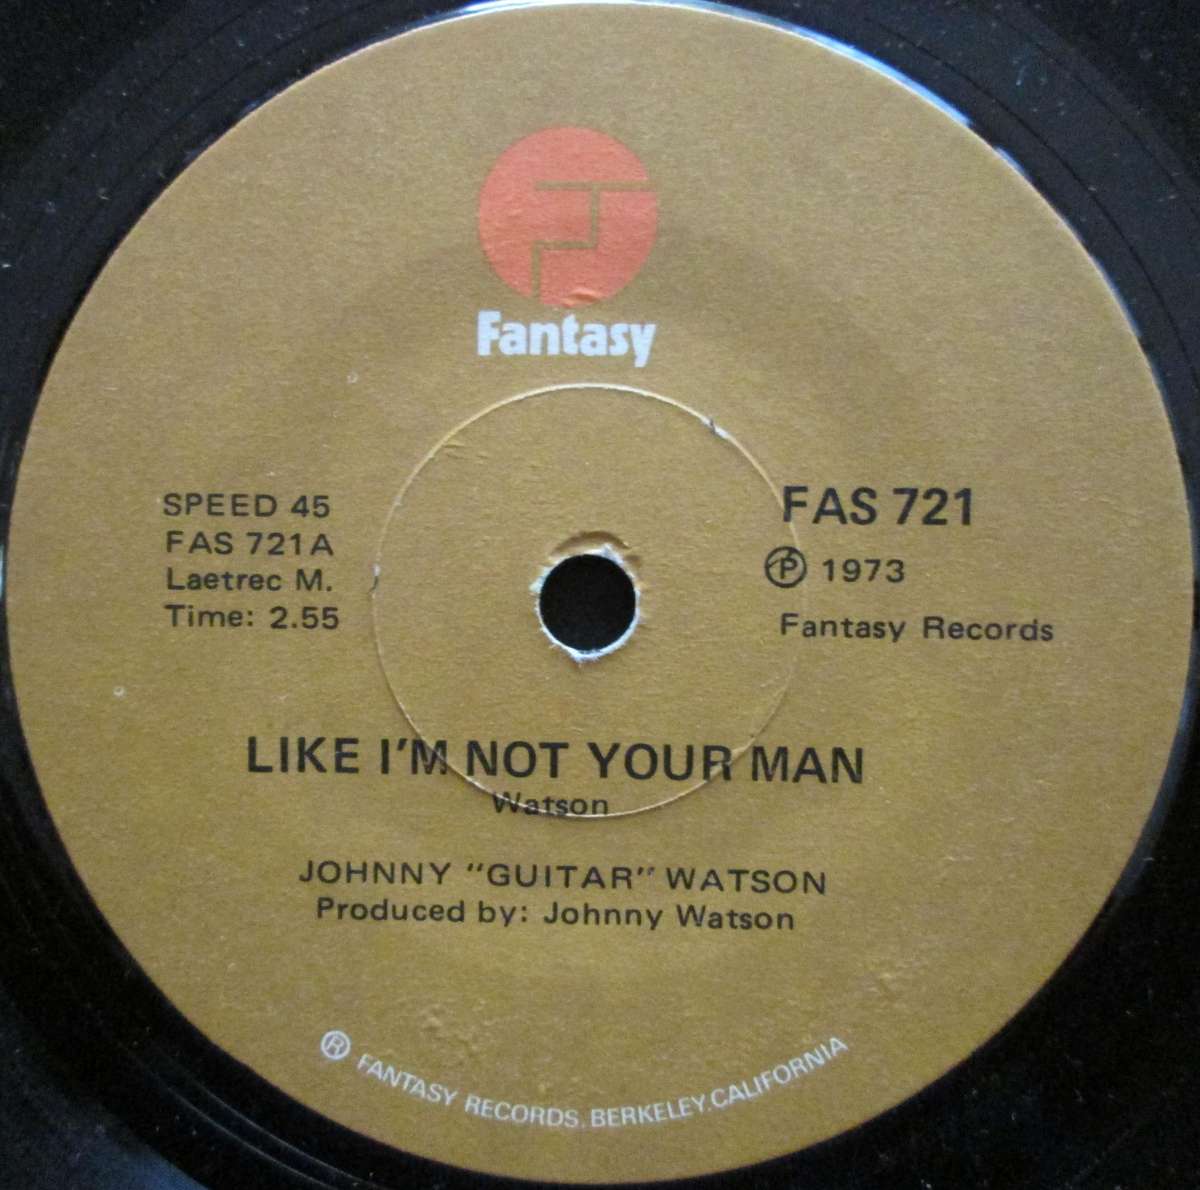 Fantasy
SPEED 45
FAS 721A
Laetrec M.
Time: 2.55
FAS 721
Ⓟ 1973
Fantasy Records
LIKE I'M NOT YOUR MAN
Watson
JOHNNY "GUITAR" WATSON
Produced by: Johnny Watson
® FANTASY RECORDS. BERKELEY. CALIFORNIA